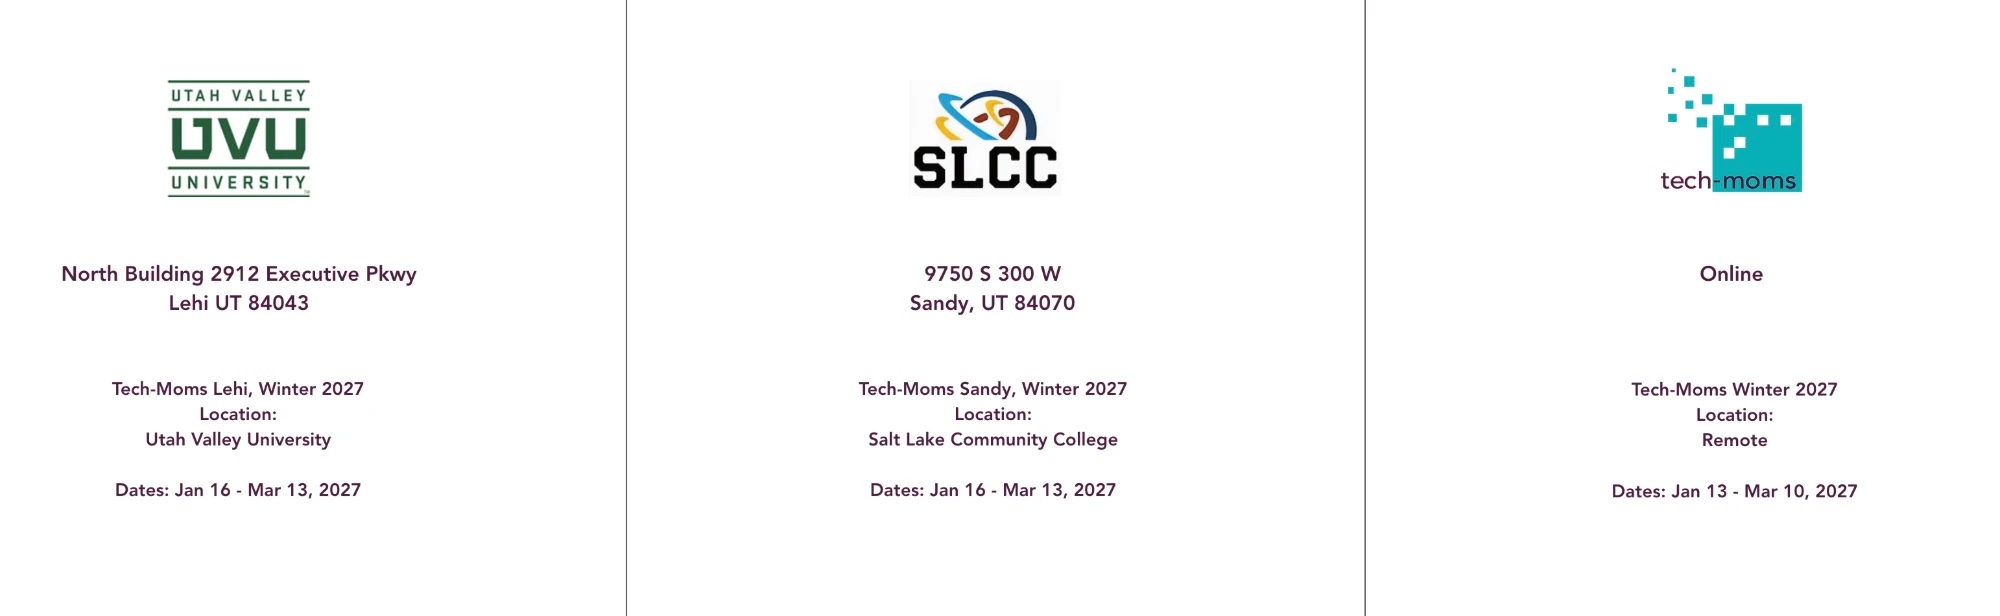 UTAH VALLEY
UVU
UNIVERSITY
TM
North Building 2912 Executive Pkwy
Lehi UT 84043
Tech-Moms Lehi, Winter 2027
Location:
Utah Valley University
Dates: Jan 16 - Mar 13, 2027
SLCC
9750 S 300 W
Sandy, UT 84070
Tech-Moms Sandy, Winter 2027
Location:
Salt Lake Community College
Dates: Jan 16 - Mar 13, 2027
tech-moms
Online
Tech-Moms Winter 2027
Location:
Remote
Dates: Jan 13 - Mar 10, 2027